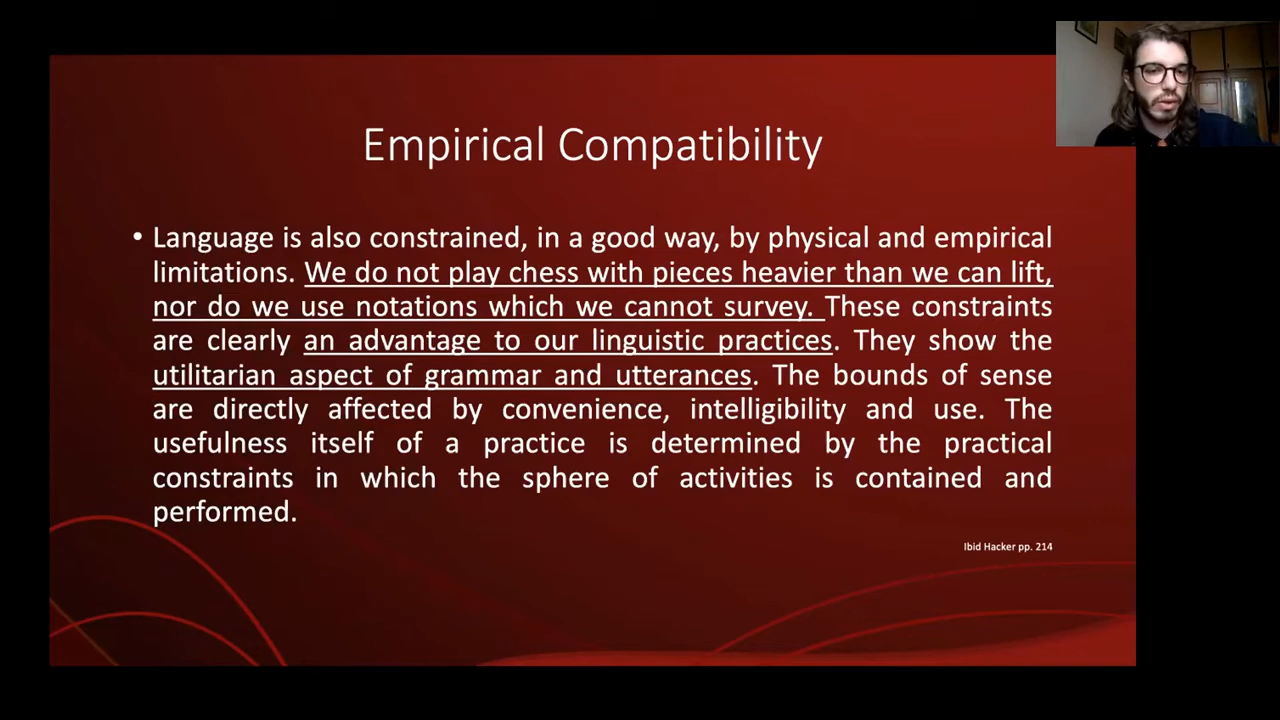 Empirical Compatibility
• Language is also constrained, in a good way, by physical and empirical
limitations. We do not play chess with pieces heavier than we can lift,
nor do we use notations which we cannot survey. These constraints
are clearly an advantage to our linguistic practices. They show the
utilitarian aspect of grammar and utterances. The bounds of sense
are directly affected by convenience, intelligibility and use. The
usefulness itself of a practice is determined by the practical
constraints in which the sphere of activities is contained and
performed.
Ibid Hacker pp. 214